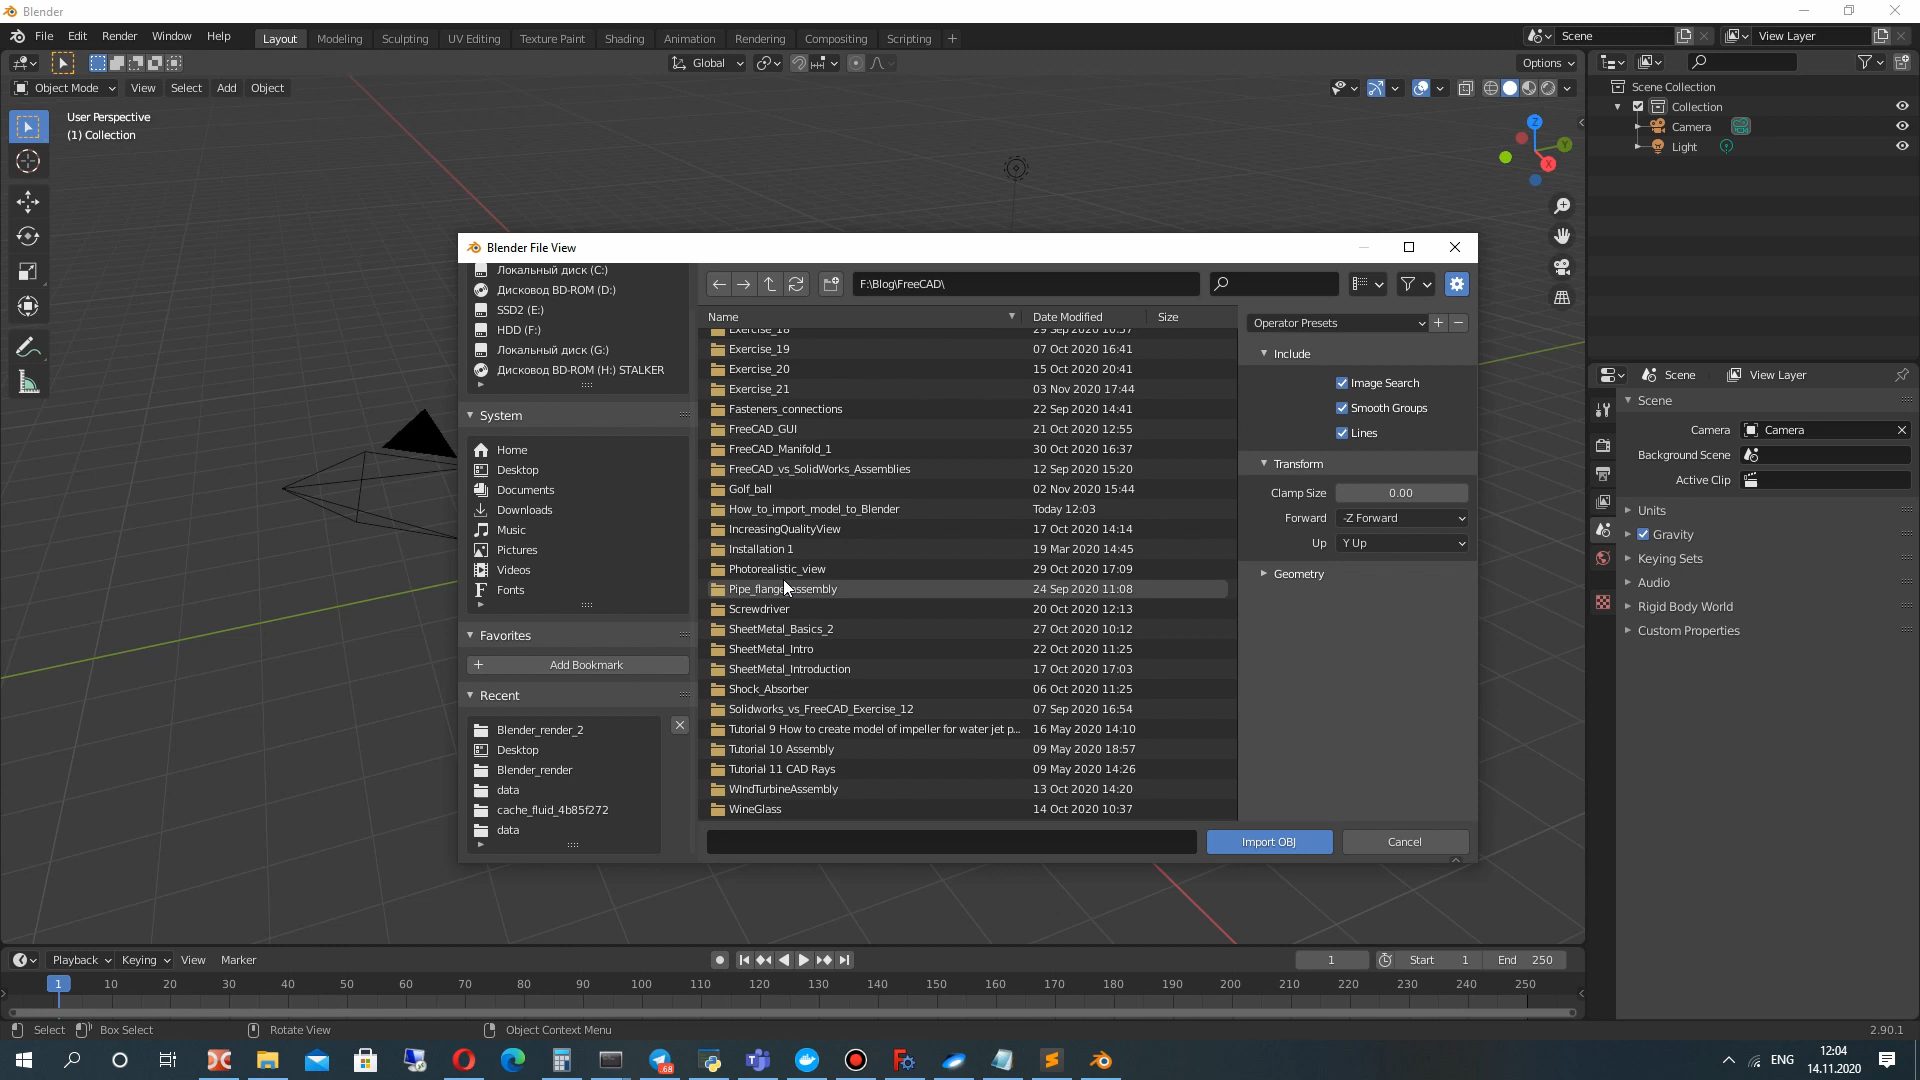 Blender
File Edit Render Window Help
Layout Modeling Sculpting UV Editing Texture Paint Shading Animation Rendering Compositing Scripting +
Scene View Layer
Global Options
Object Mode View Select Add Object
User Perspective
(1) Collection
Z Y X
Scene Collection
Collection
Camera
Light
Blender File View
Локальный диск (C:)
Дисковод BD-ROM (D:)
SSD2 (E:)
HDD (F:)
Локальный диск (G:)
Дисковод BD-ROM (H:) STALKER
System
Home
Desktop
Documents
Downloads
Music
Pictures
Videos
Fonts
Favorites
Add Bookmark
Recent
Blender_render_2
Desktop
Blender_render
data
cache_fluid_4b85f272
data
F:\Blog\FreeCAD\
Name Date Modified Size
Exercise_18 29 Sep 2020 10:37
Exercise_19 07 Oct 2020 16:41
Exercise_20 15 Oct 2020 20:41
Exercise_21 03 Nov 2020 17:44
Fasteners_connections 22 Sep 2020 14:41
FreeCAD_GUI 21 Oct 2020 12:55
FreeCAD_Manifold_1 30 Oct 2020 16:37
FreeCAD_vs_SolidWorks_Assemblies 12 Sep 2020 15:20
Golf_ball 02 Nov 2020 15:44
How_to_import_model_to_Blender Today 12:03
IncreasingQualityView 17 Oct 2020 14:14
Installation 1 19 Mar 2020 14:45
Photorealistic_view 29 Oct 2020 17:09
Pipe_flange_assembly 24 Sep 2020 11:08
Screwdriver 20 Oct 2020 12:13
SheetMetal_Basics_2 27 Oct 2020 10:12
SheetMetal_Intro 22 Oct 2020 11:25
SheetMetal_Introduction 17 Oct 2020 17:03
Shock_Absorber 06 Oct 2020 11:25
Solidworks_vs_FreeCAD_Exercise_12 07 Sep 2020 16:54
Tutorial 9 How to create model of impeller for water jet p... 16 May 2020 14:10
Tutorial 10 Assembly 09 May 2020 18:57
Tutorial 11 CAD Rays 09 May 2020 14:26
WIndTurbineAssembly 13 Oct 2020 14:20
WineGlass 14 Oct 2020 10:37
Operator Presets
Include
Image Search
Smooth Groups
Lines
Transform
Clamp Size 0.00
Forward -Z Forward
Up Y Up
Geometry
Import OBJ Cancel
Scene View Layer
Scene
Camera Camera
Background Scene
Active Clip
Units
Gravity
Keying Sets
Audio
Rigid Body World
Custom Properties
Playback Keying View Marker
1 Start 1 End 250
1 10 20 30 40 50 60 70 80 90 100 110 120 130 140 150 160 170 180 190 200 210 220 230 240 250
Select Box Select Rotate View Object Context Menu 2.90.1
68 ENG 12:04
14.11.2020